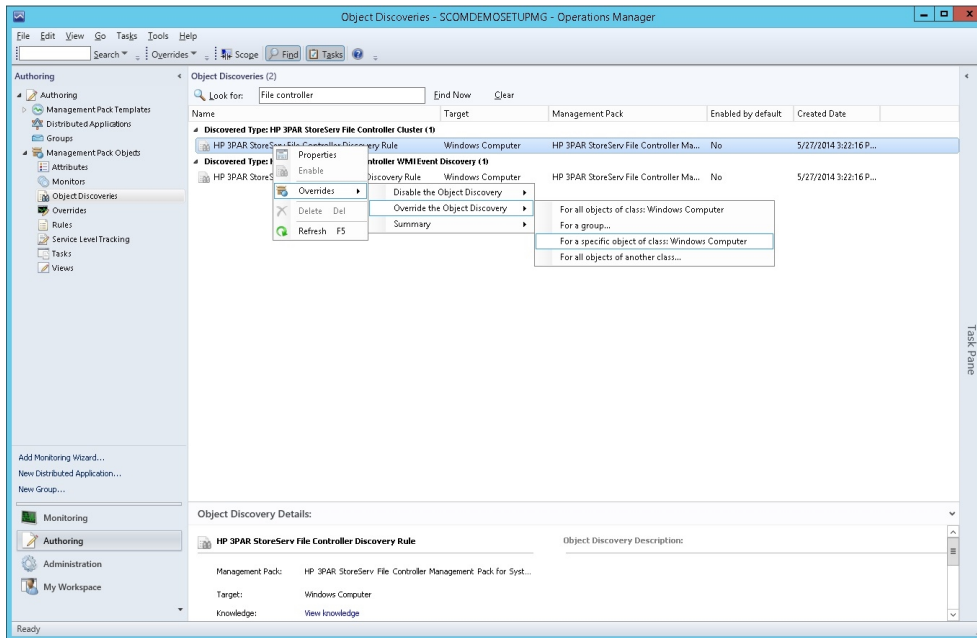 Object Discoveries - SCOMDEMOSETUPMG - Operations Manager
File Edit View Go Tasks Tools Help
Search Overrides Scope Find Tasks
Authoring
Authoring
Management Pack Templates
Distributed Applications
Groups
Management Pack Objects
Attributes
Monitors
Object Discoveries
Overrides
Rules
Service Level Tracking
Tasks
Views
Add Monitoring Wizard...
New Distributed Application...
New Group...
Monitoring
Authoring
Administration
My Workspace
Object Discoveries (2)
Look for: File controller Find Now Clear
Name Target Management Pack Enabled by default Created Date
Discovered Type: HP 3PAR StoreServ File Controller Cluster (1)
HP 3PAR StoreServ File Controller Discovery Rule Windows Computer HP 3PAR StoreServ File Controller Ma... No 5/27/2014 3:22:16 P...
Discovered Type: ntroller WMI Event Discovery (1)
HP 3PAR StoreS Discovery Rule Windows Computer HP 3PAR StoreServ File Controller Ma... No 5/27/2014 3:22:16 P...
Properties
Enable
Overrides
Delete Del
Refresh F5
Disable the Object Discovery
Override the Object Discovery
Summary
For all objects of class: Windows Computer
For a group...
For a specific object of class: Windows Computer
For all objects of another class...
Task Pane
Object Discovery Details:
HP 3PAR StoreServ File Controller Discovery Rule Object Discovery Description:
Management Pack: HP 3PAR StoreServ File Controller Management Pack for Syst...
Target: Windows Computer
Knowledge: View knowledge
Ready